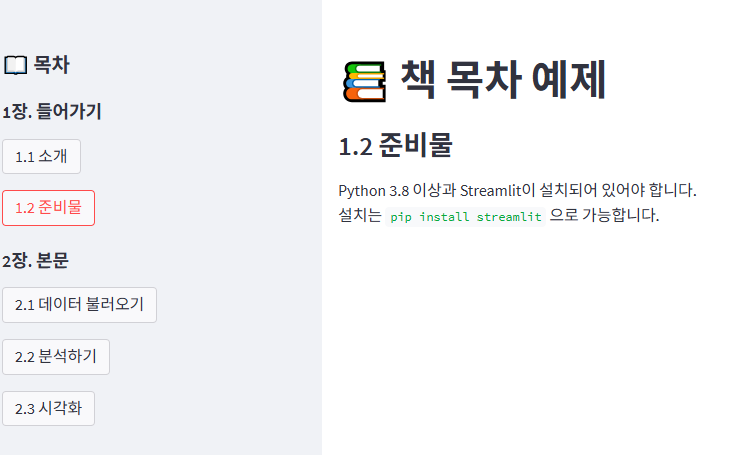 목차
1장. 들어가기
1.1 소개
1.2 준비물
2장. 본문
2.1 데이터 불러오기
2.2 분석하기
2.3 시각화
책 목차 예제
1.2 준비물
Python 3.8 이상과 Streamlit이 설치되어 있어야 합니다.
설치는 pip install streamlit 으로 가능합니다.